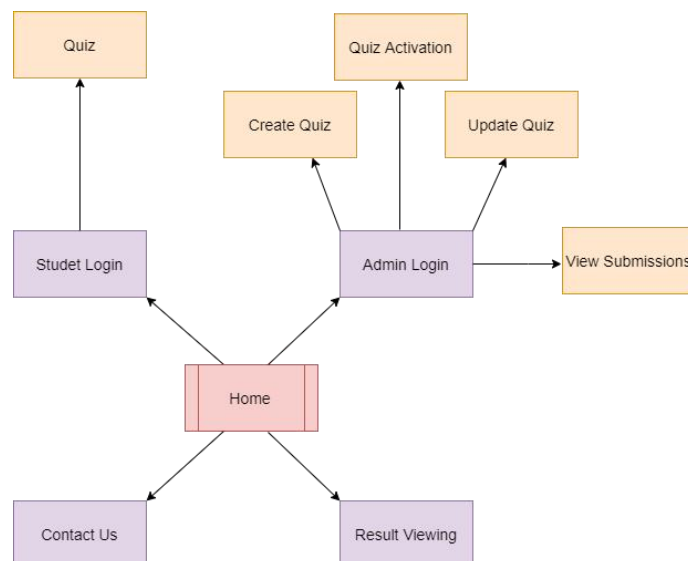 Quiz
Quiz Activation
Create Quiz
Update Quiz
Studet Login
Admin Login
View Submissions
Home
Contact Us
Result Viewing